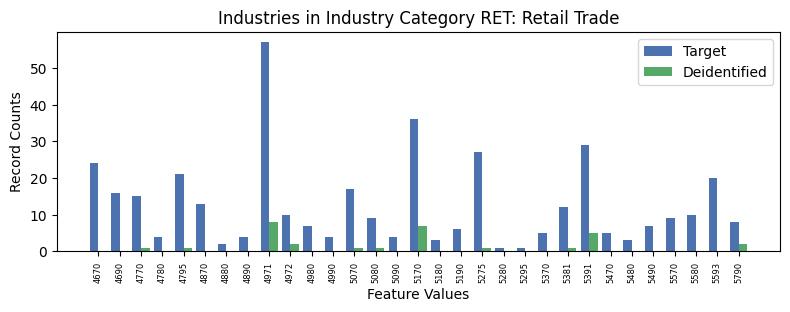 Industries in Industry Category RET: Retail Trade
Target
Deidentified
Record Counts
50
40
30
20
10
0
4670 4690 4770 4780 4795 4870 4880 4890 4971 4972 4980 4990 5070 5080 5090 5170 5180 5190 5275 5280 5295 5370 5381 5391 5470 5480 5490 5570 5580 5593 5790
Feature Values